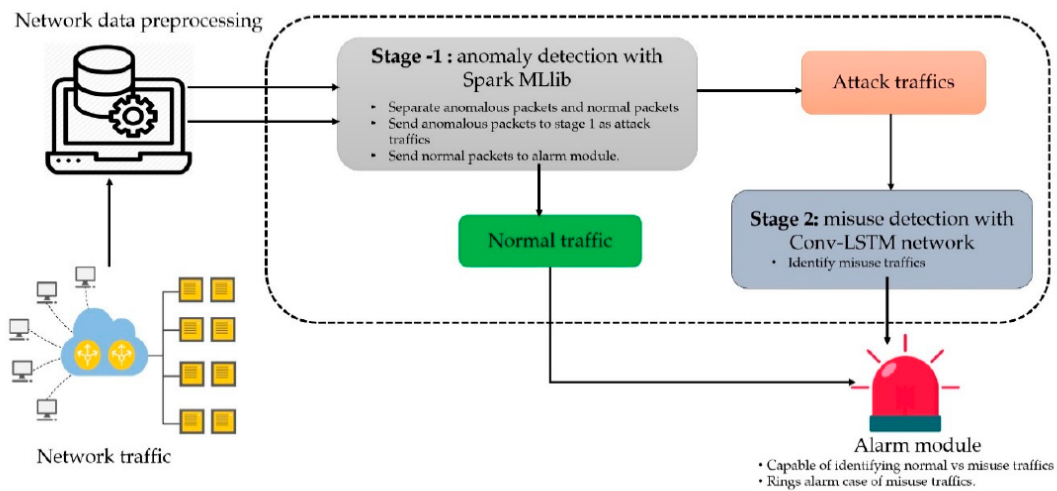 Network data preprocessing
Stage -1 : anomaly detection with
Spark MLlib
• Separate anomalous packets and normal packets
• Send anomalous packets to stage 1 as attack
traffics
• Send normal packets to alarm module.
Attack traffics
Normal traffic
Stage 2: misuse detection with
Conv-LSTM network
• Identify misuse traffics
Network traffic
Alarm module
• Capable of identifying normal vs misuse traffics
• Rings alarm case of misuse traffics.